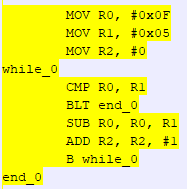 MOV R0, #0x0F
MOV R1, #0x05
MOV R2, #0
while_0
CMP R0, R1
BLT end_0
SUB R0, R0, R1
ADD R2, R2, #1
B while_0
end_0